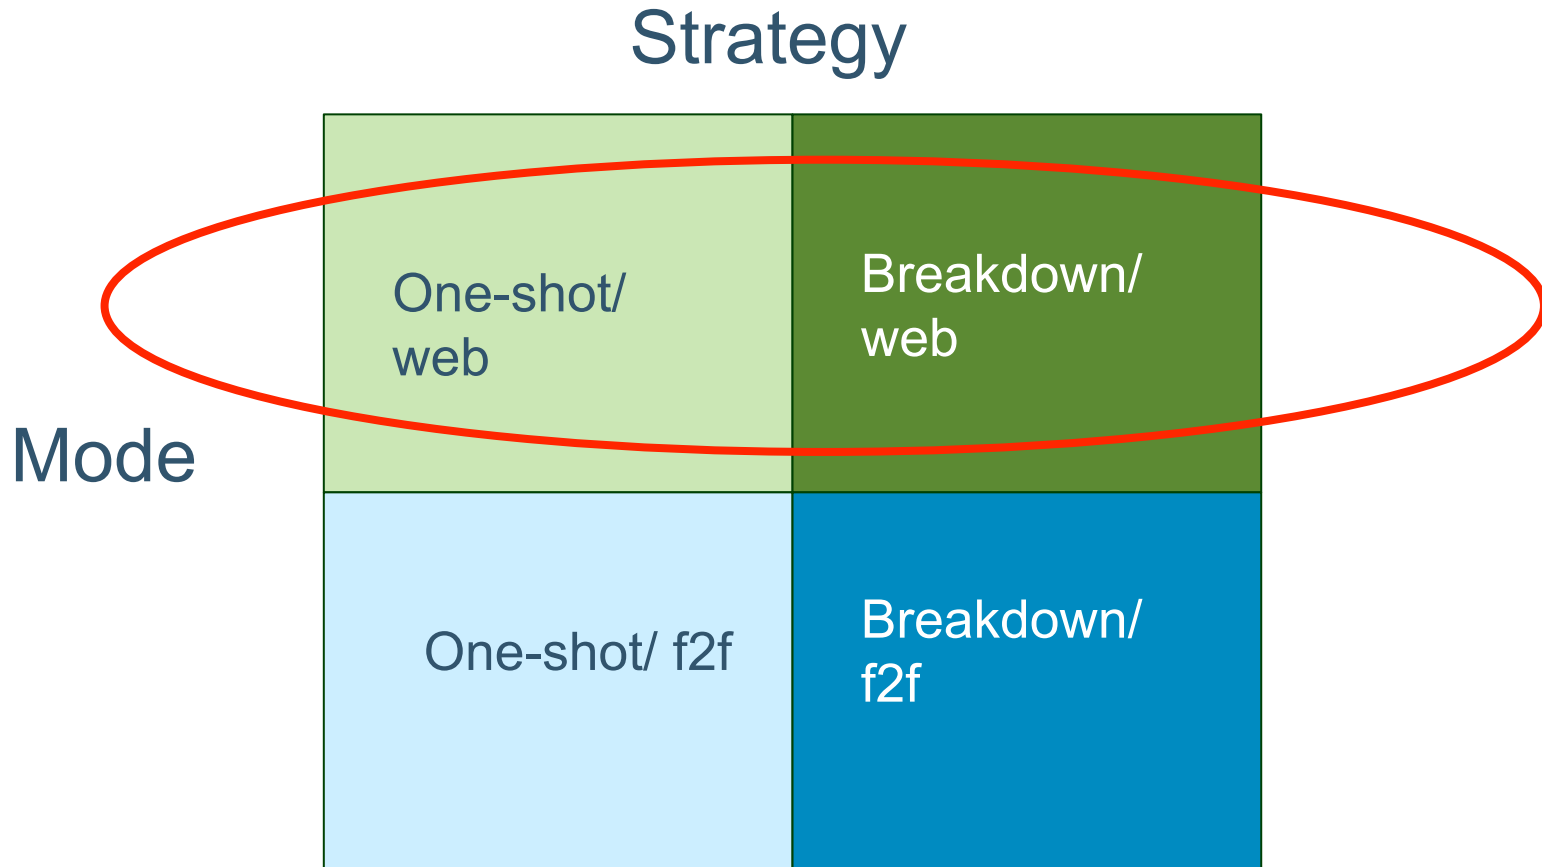 Strategy
One-shot/
web
Breakdown/
web
Mode
One-shot/ f2f
Breakdown/
f2f